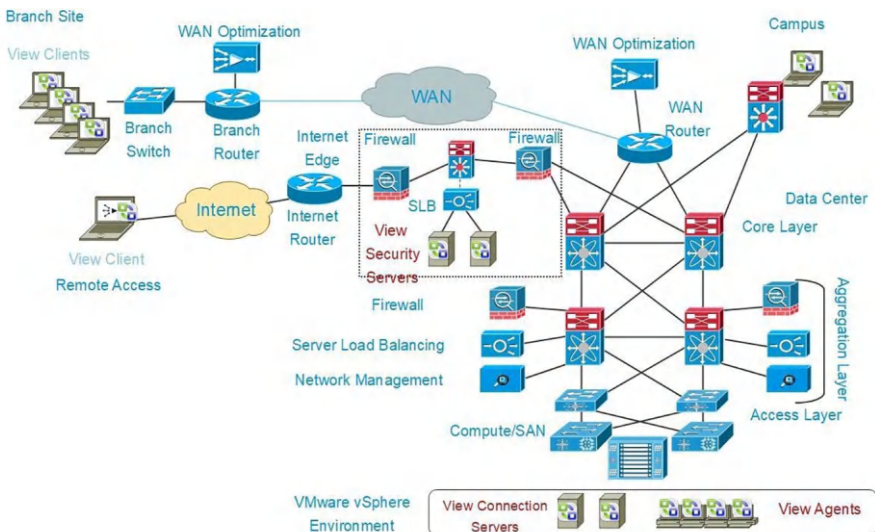 Branch Site
Campus
WAN Optimization
WAN Optimization
View Clients
WAN
WAN
Router
Branch
Switch
Branch
Router
Internet
Edge
Firewall
Firewall
Data Center
Internet
Internet
Router
SLB
Core Layer
View
Security
Servers
View Client
Remote Access
Firewall
Aggregation Layer
Server Load Balancing
Network Management
Access Layer
Compute/SAN
VMware vSphere
Environment
View Connection
Servers
View Agents